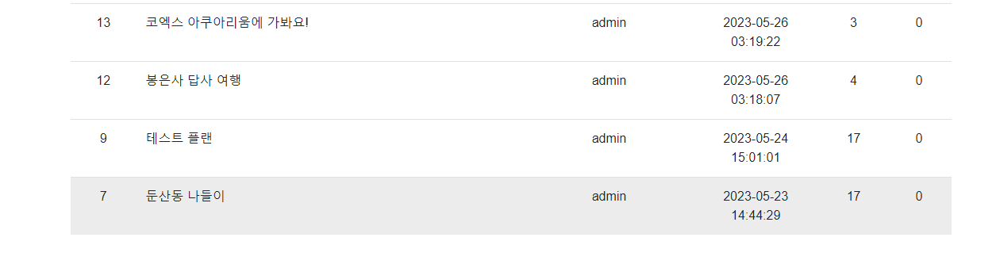 13 코엑스 아쿠아리움에 가봐요! admin 2023-05-26 3 0
03:19:22
12 봉은사 답사 여행 admin 2023-05-26 4 0
03:18:07
9 테스트 플랜 admin 2023-05-24 17 0
15:01:01
7 둔산동 나들이 admin 2023-05-23 17 0
14:44:29